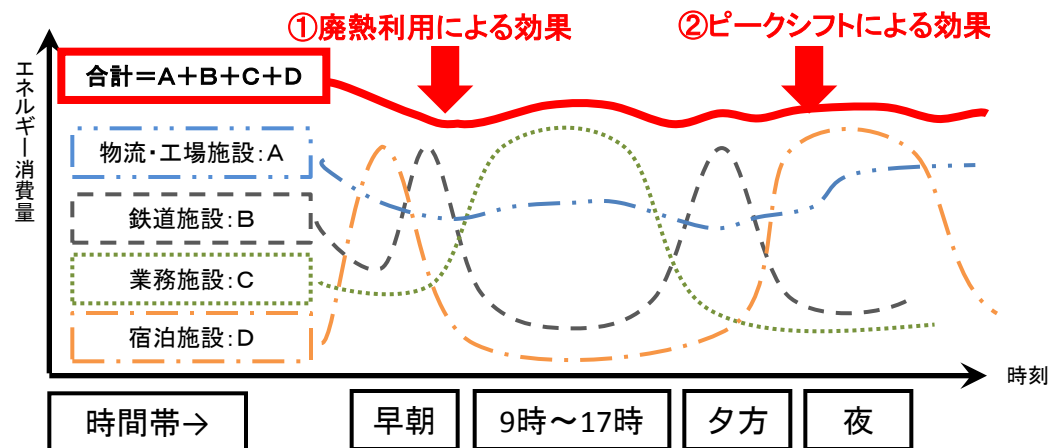 ①廃熱利用による効果
②ピークシフトによる効果
エネルギー消費量
合計＝A＋B＋C＋D
物流・工場施設：A
鉄道施設：B
業務施設：C
宿泊施設：D
時刻
時間帯→
早朝
9時～17時
夕方
夜